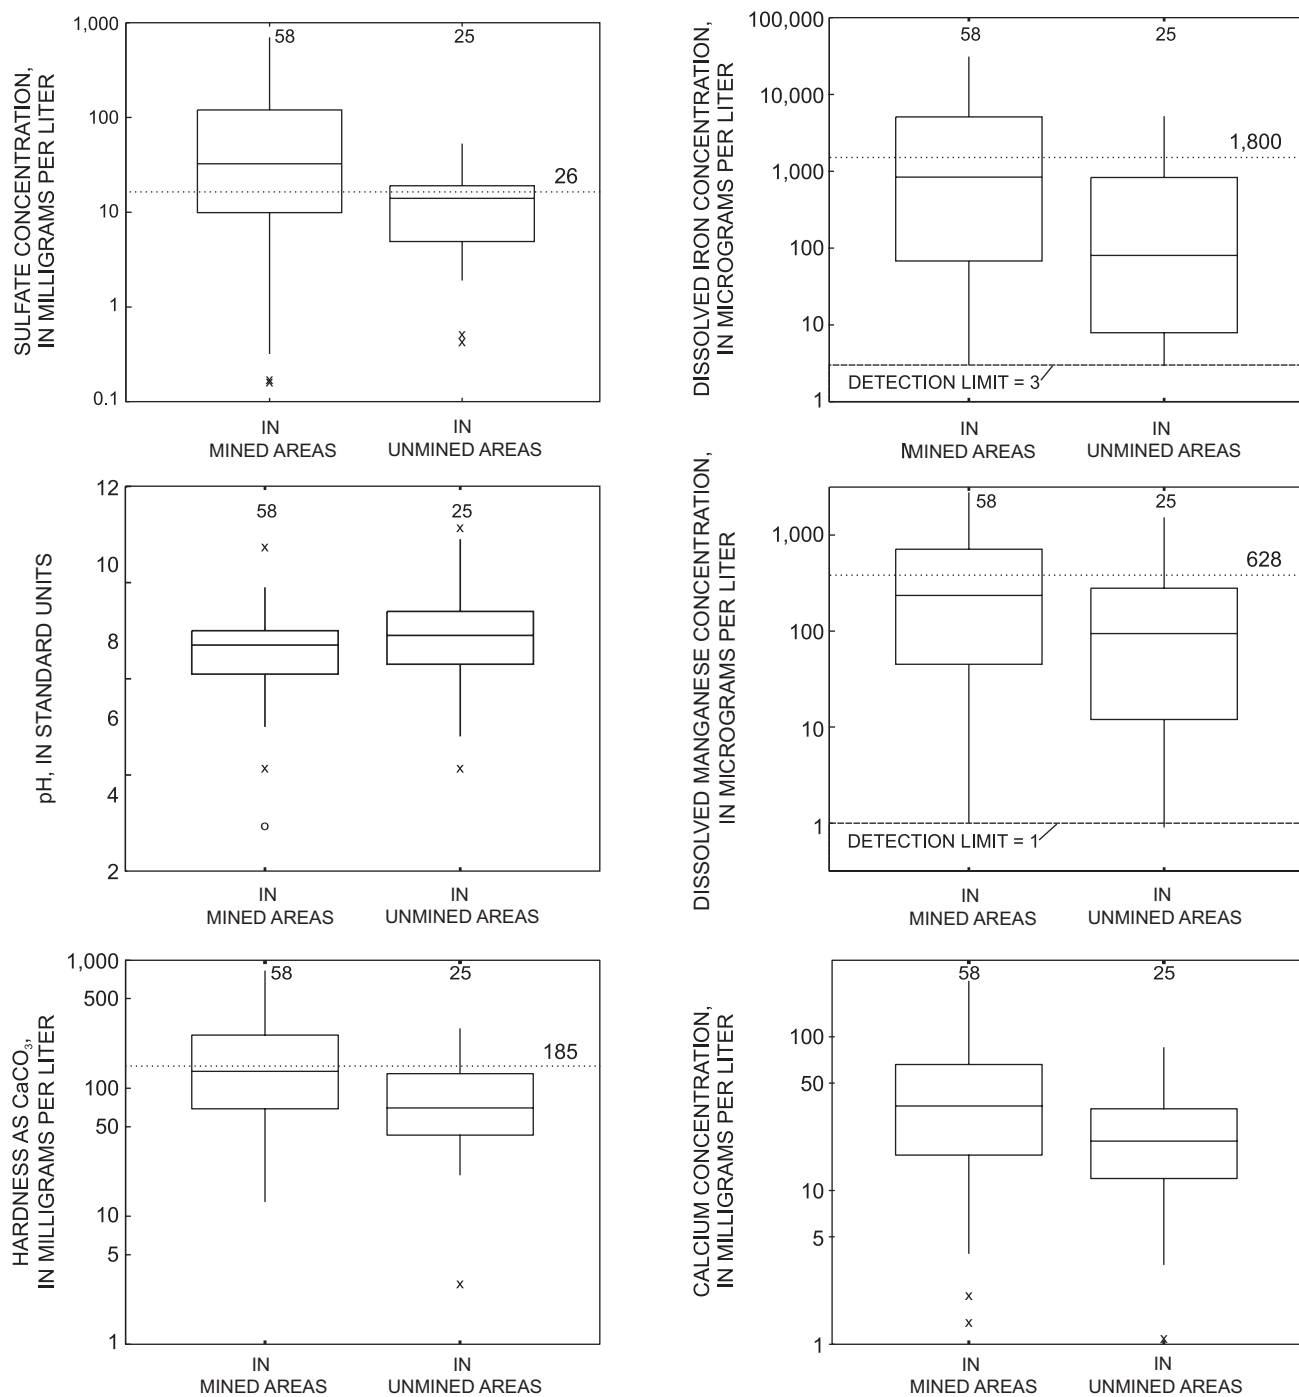 SULFATE CONCENTRATION,
IN MILLIGRAMS PER LITER
1,000
100
10
1
0.1
58
25
26
IN
MINED AREAS
IN
UNMINED AREAS
DISSOLVED IRON CONCENTRATION,
IN MICROGRAMS PER LITER
100,000
10,000
1,000
100
10
1
58
25
1,800
DETECTION LIMIT = 3
IN
MINED AREAS
IN
UNMINED AREAS
pH, IN STANDARD UNITS
12
10
8
6
4
2
58
25
x
x
x
x
o
IN
MINED AREAS
IN
UNMINED AREAS
DISSOLVED MANGANESE CONCENTRATION,
IN MICROGRAMS PER LITER
1,000
100
10
1
58
25
628
DETECTION LIMIT = 1
IN
MINED AREAS
IN
UNMINED AREAS
HARDNESS AS CaCO3,
IN MILLIGRAMS PER LITER
1,000
500
100
50
10
5
1
58
25
185
x
IN
MINED AREAS
IN
UNMINED AREAS
CALCIUM CONCENTRATION,
IN MILLIGRAMS PER LITER
100
50
10
5
1
58
25
x
x
x
IN
MINED AREAS
IN
UNMINED AREAS